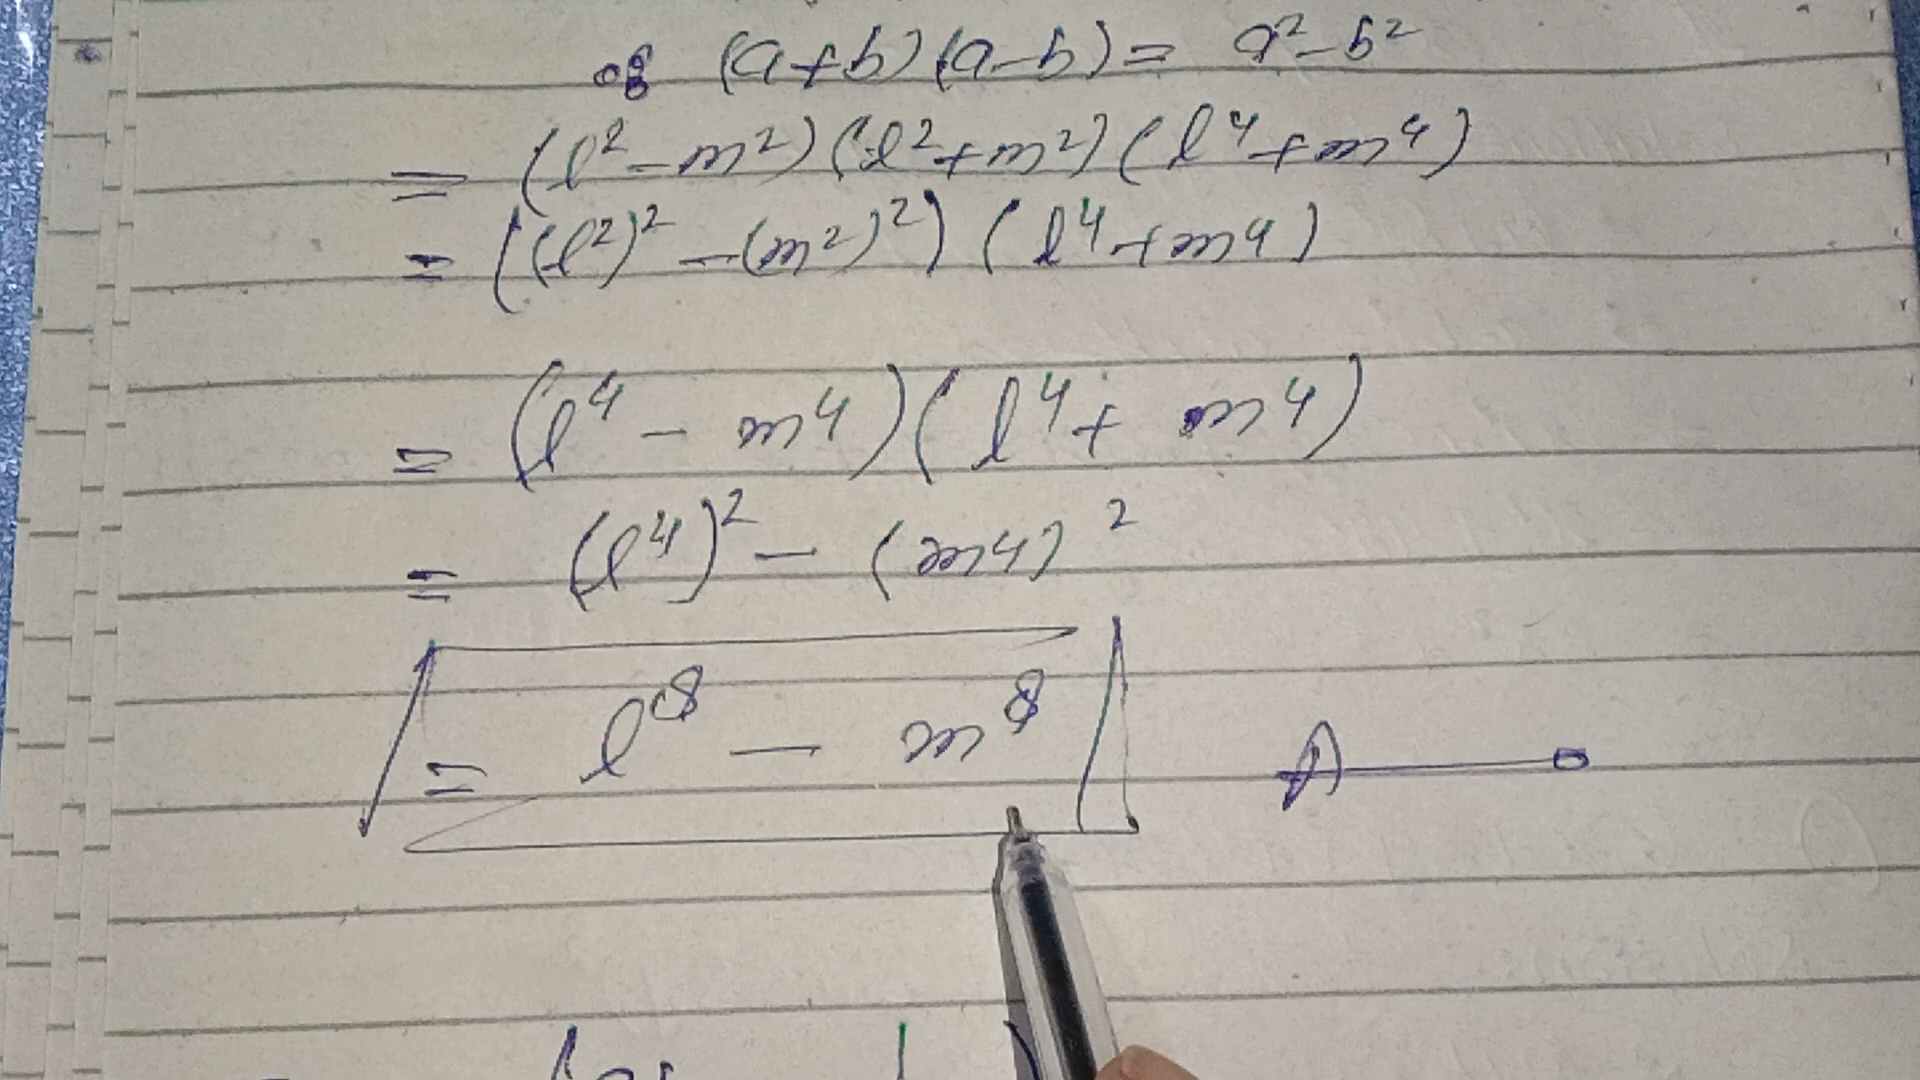 (a+b)(a-b) = a²-b²
= (l²-m²)(l²+m²)(l⁴+m⁴)
= ((l²)² - (m²)²) (l⁴+m⁴)
= (l⁴ - m⁴)(l⁴ + m⁴)
= (l⁴)² - (m⁴)²
= l⁸ - m⁸